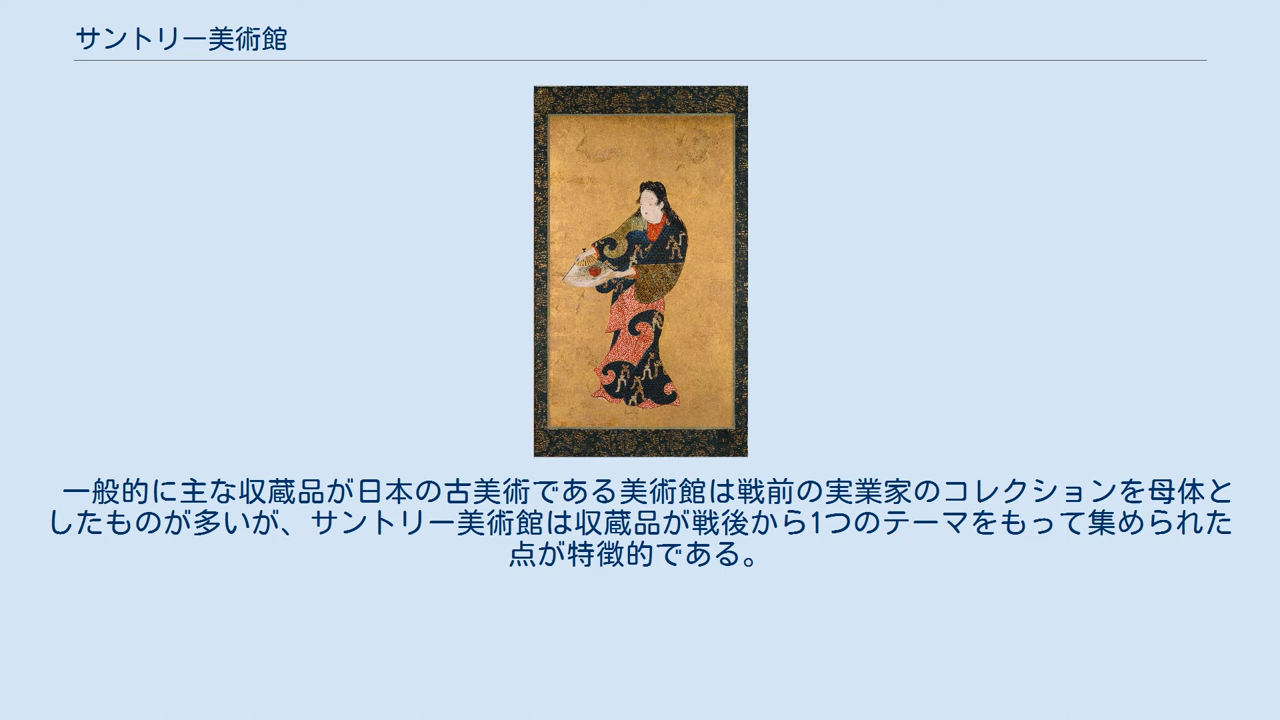 サントリー美術館
一般的に主な収蔵品が日本の古美術である美術館は戦前の実業家のコレクションを母体と
したものが多いが、サントリー美術館は収蔵品が戦後から1つのテーマをもって集められた
点が特徴的である。